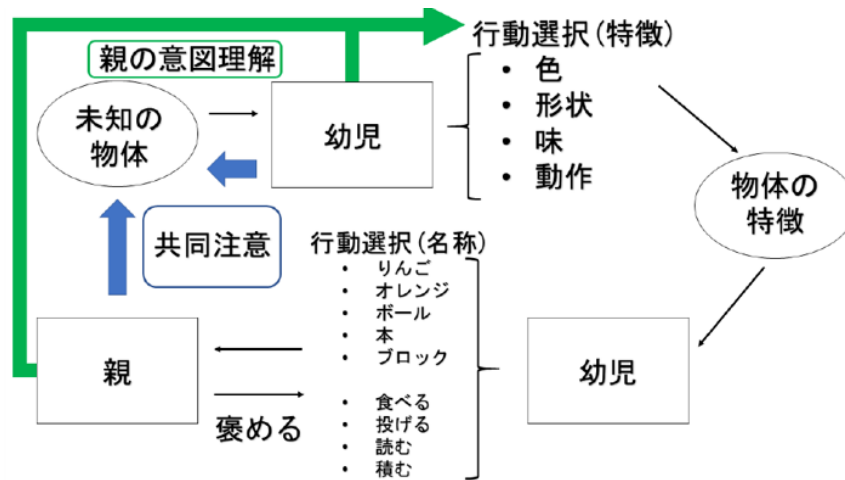 親の意図理解
行動選択(特徴)
• 色
• 形状
• 味
• 動作
未知の
物体
幼児
物体の
特徴
共同注意
行動選択(名称)
• りんご
• オレンジ
• ボール
• 本
• ブロック
• 食べる
• 投げる
• 読む
• 積む
親
褒める
幼児